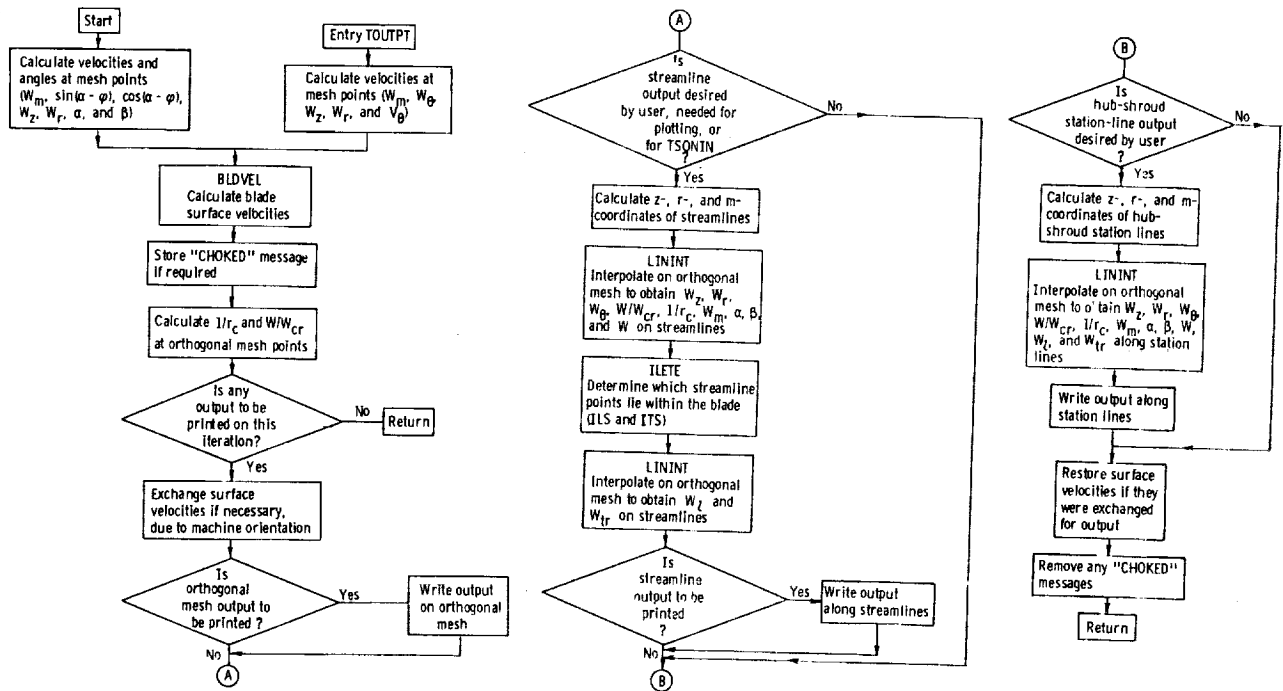 Start
Calculate velocities and
angles at mesh points
(Wm, sin(α - φ), cos(α - φ),
Wz, Wr, α, and β)
Entry TOUTPT
Calculate velocities at
mesh points (Wm, Wθ,
Wz, Wr, and Vθ)
BLDVEL
Calculate blade
surface velocities
Store "CHOKED" message
if required
Calculate 1/rc and W/Wcr
at orthogonal mesh points
Is any
output to be
printed on this
iteration?
No
Return
Yes
Exchange surface
velocities if necessary,
due to machine orientation
Is
orthogonal
mesh output to
be printed ?
Yes
Write output
on orthogonal
mesh
No
A
A
's
streamline
output desired
by user, needed for
plotting, or
for TSONIN
?
No
Yes
Calculate z-, r-, and m-
coordinates of streamlines
LININT
Interpolate on orthogonal
mesh to obtain Wz, Wr,
Wθ, W/Wcr, 1/rc, Wm, α, β,
and W on streamlines
ILETE
Determine which streamline
points lie within the blade
(ILS and ITS)
LININT
Interpolate on orthogonal
mesh to obtain Wl and
Wtr on streamlines
Is
streamline
output to be
printed
?
Yes
Write output
along streamlines
No
B
B
Is
hub-shroud
station-line output
desired by user
?
No
Yes
Calculate z-, r-, and m-
coordinates of hub-
shroud station lines
LININT
Interpolate on orthogonal
mesh to o'tain Wz, Wr, Wθ,
W/Wcr, 1/rc, Wm, α, β, W,
Wl, and Wtr along station
lines
Write output along
station lines
Restore surface
velocities if they
were exchanged
for output
Remove any "CHOKED"
messages
Return